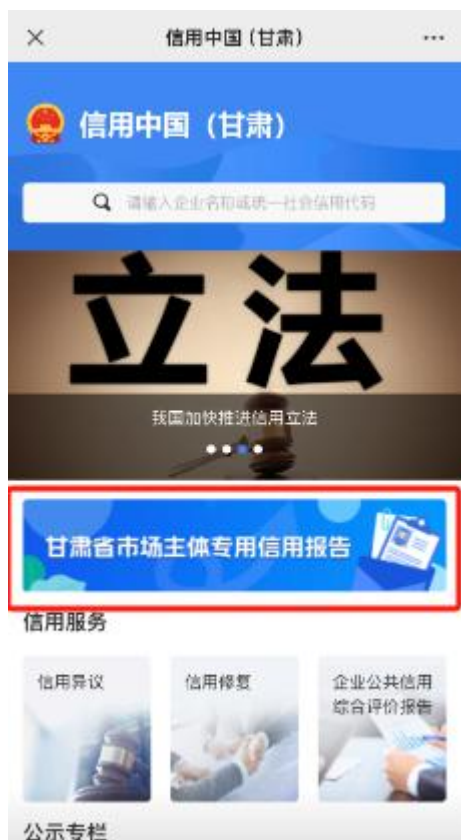 信用中国（甘肃）
信用中国（甘肃）
请输入企业名称或统一社会信用代码
立法
我国加快推进信用立法
甘肃省市场主体专用信用报告
信用服务
信用异议
信用修复
企业公共信用
综合评价报告
公示专栏